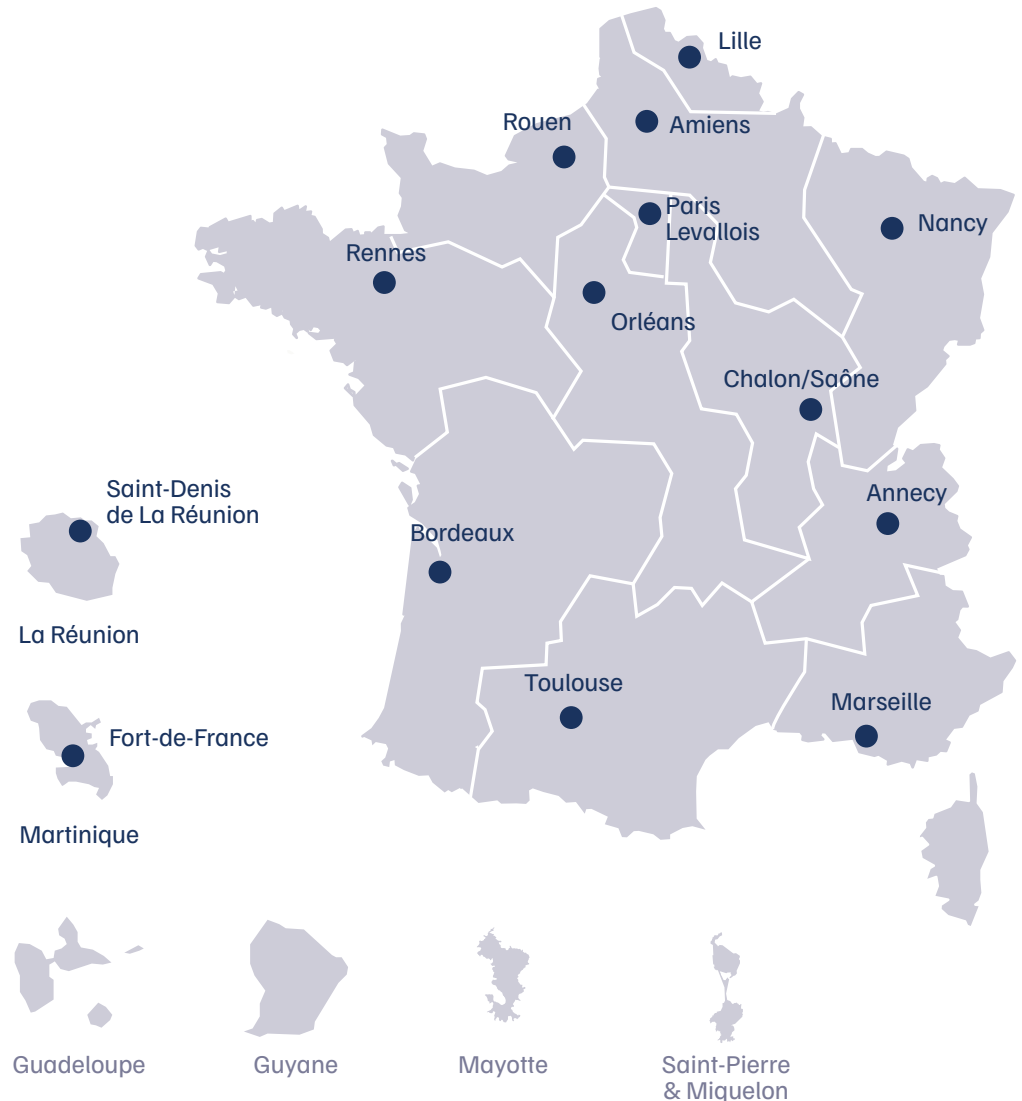 Lille
Rouen
Amiens
Paris
Levallois
Nancy
Rennes
Orléans
Chalon/Saône
Saint-Denis
de La Réunion
Annecy
Bordeaux
La Réunion
Toulouse
Marseille
Fort-de-France
Martinique
Guadeloupe
Guyane
Mayotte
Saint-Pierre
& Miquelon